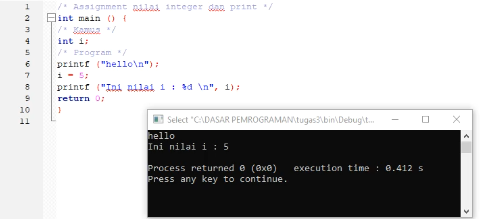 1 /* Assignment nilai integer dan print */
2 int main () {
3 /* Kamus */
4 int i;
5 /* Program */
6 printf ("hello\n");
7 i = 5;
8 printf ("Ini nilai i : %d \n", i);
9 return 0;
10 }
11
Select "C:\DASAR PEMROGRAMAN\tugas3\bin\Debug\t...
hello
Ini nilai i : 5
Process returned 0 (0x0) execution time : 0.412 s
Press any key to continue.